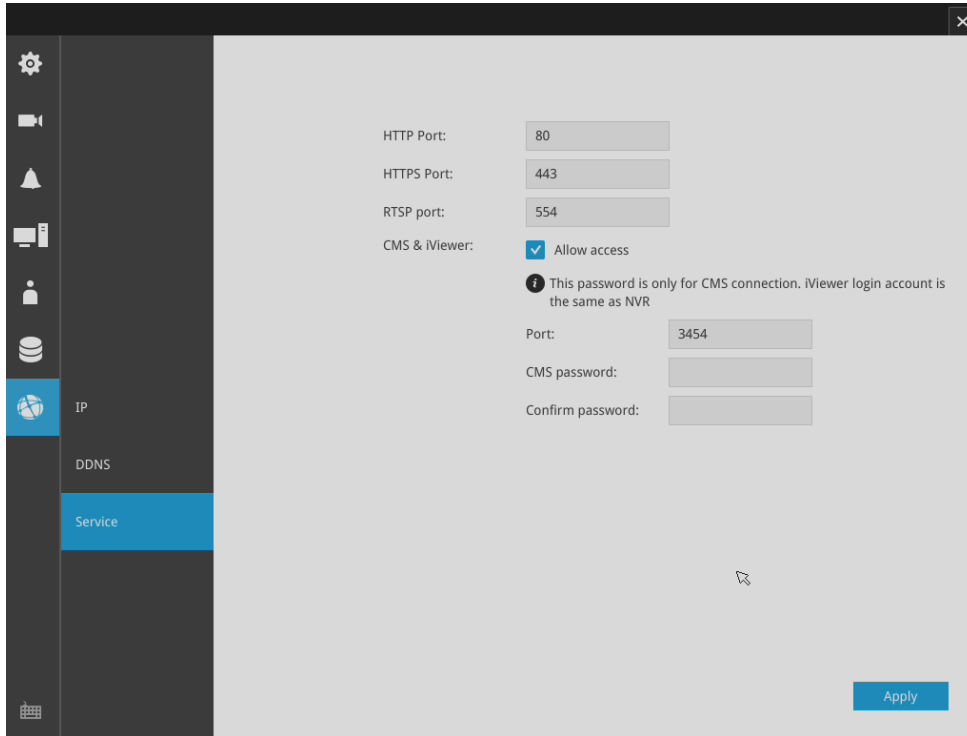 HTTP Port: 80
HTTPS Port: 443
RTSP port: 554
CMS & iViewer: Allow access
This password is only for CMS connection. iViewer login account is
the same as NVR
Port: 3454
CMS password:
Confirm password:
IP
DDNS
Service
Apply